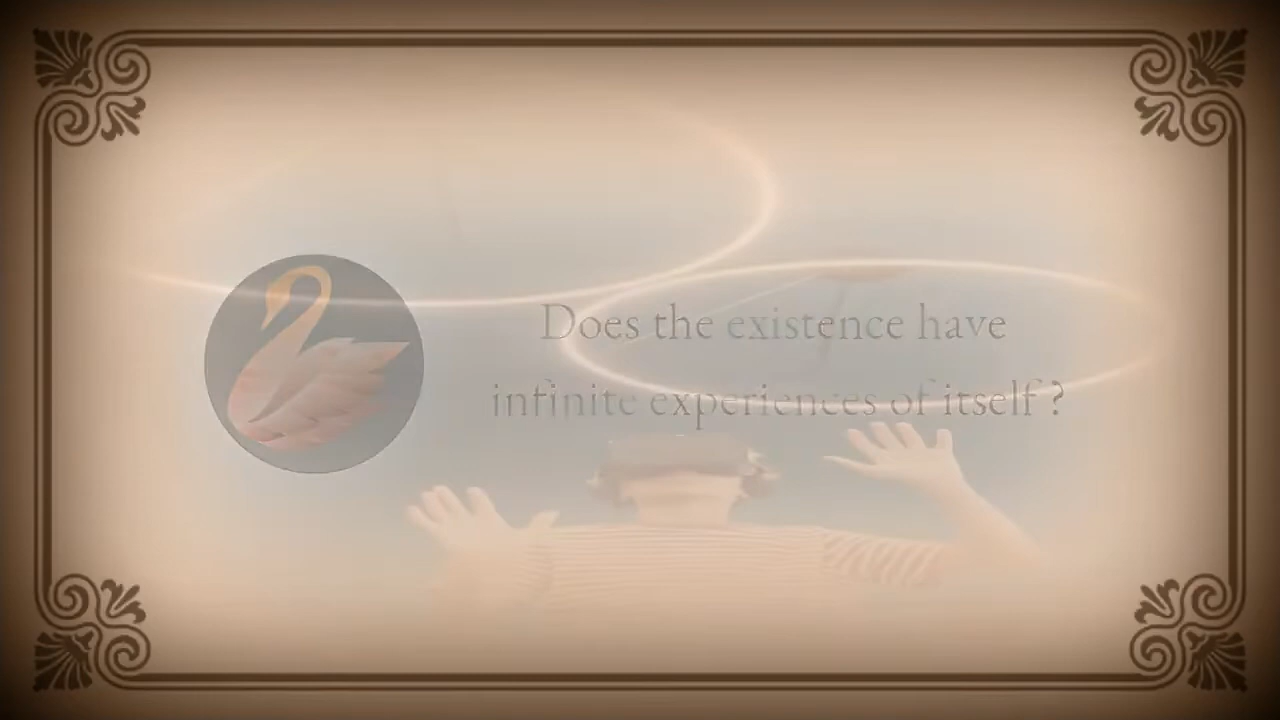 Does the existence have
infinite experiences of itself ?